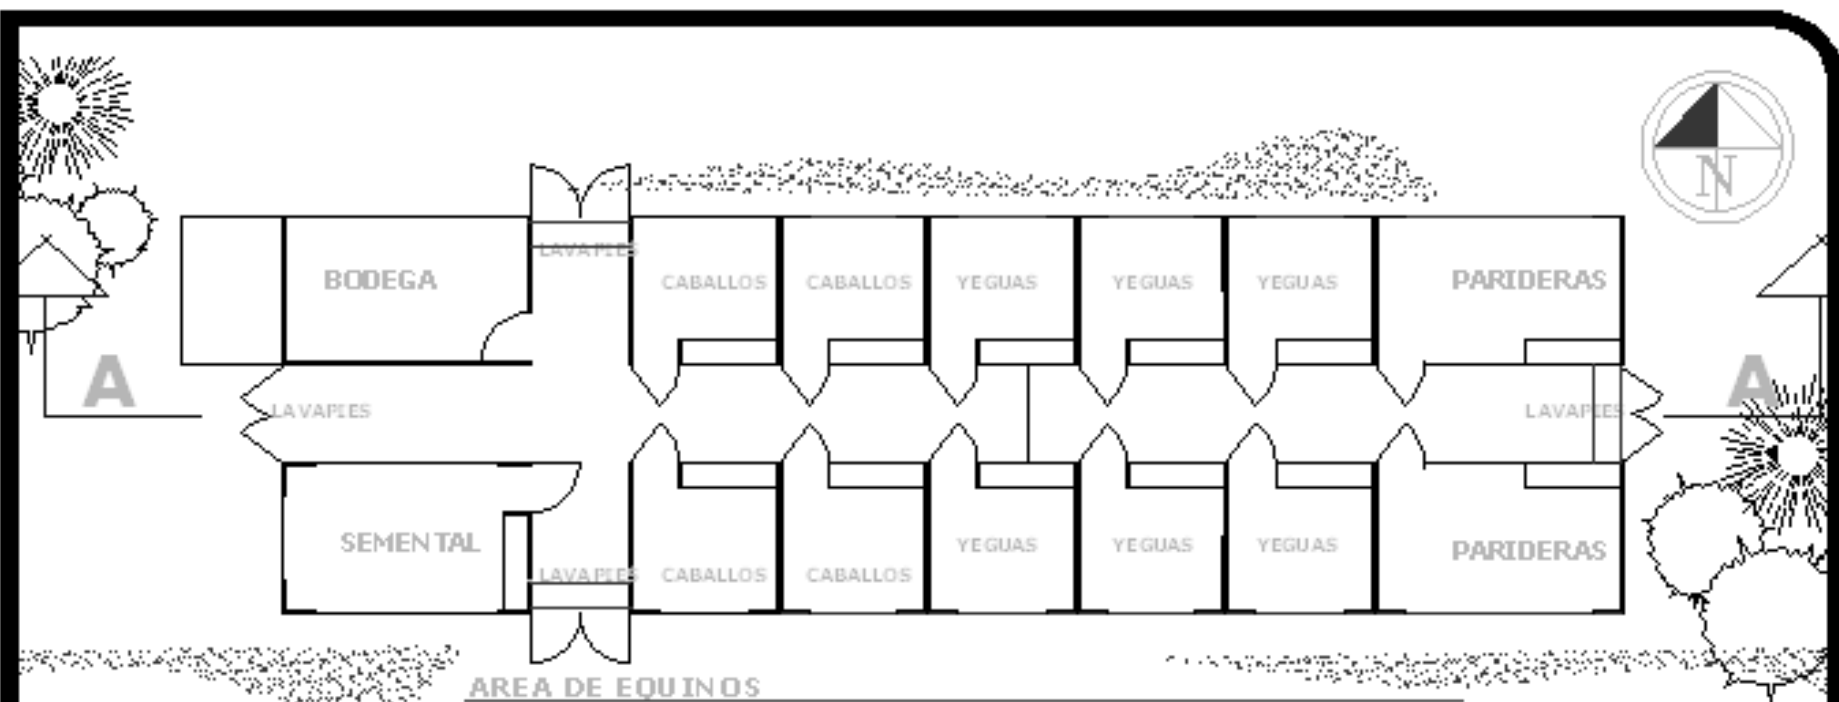 N
LAVAPIES
BODEGA
CABALLOS
CABALLOS
YEGUAS
YEGUAS
YEGUAS
PARIDERAS
A
A
LAVAPIES
LAVAPIES
SEMENTAL
YEGUAS
YEGUAS
YEGUAS
PARIDERAS
LAVAPIES
CABALLOS
CABALLOS
AREA DE EQUINOS